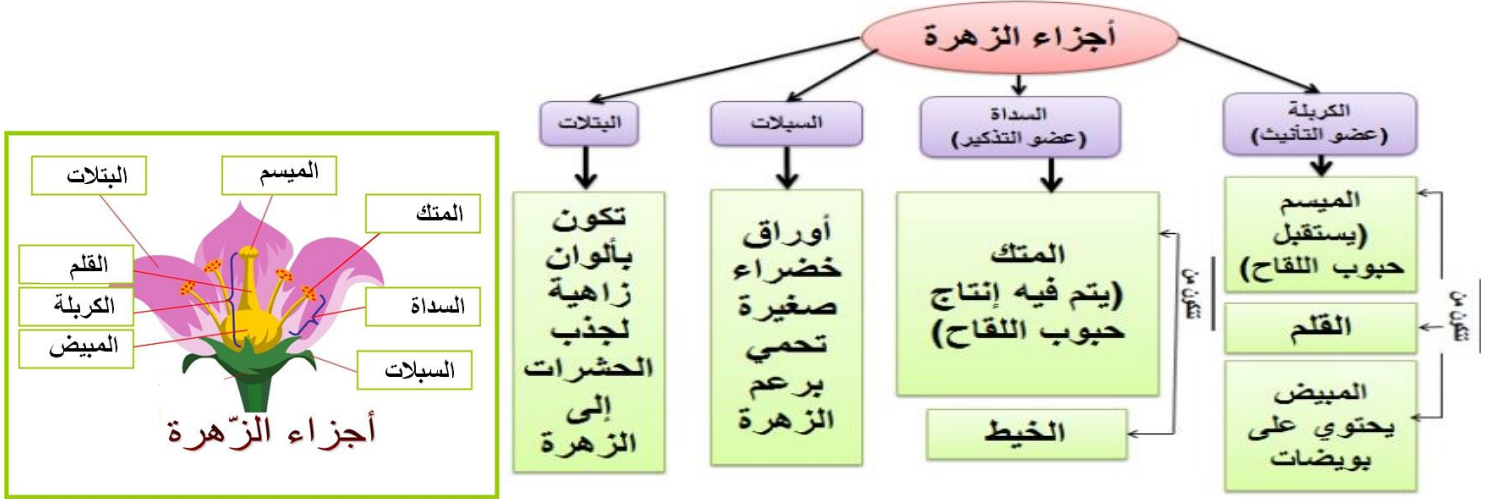 أجزاء الزهرة
الكربلة
(عضو التأنيث)
السداة
(عضو التذكير)
السبلات
البتلات
الميسم
(يستقبل
حبوب اللقاح)
القلم
المبيض
يحتوي على
بويضات
تتكون من
المتك
(يتم فيه إنتاج
حبوب اللقاح)
الخيط
تتكون من
أوراق
خضراء
صغيرة
تحمي
برعم
الزهرة
تكون
بألوان
زاهية
لجذب
الحشرات
إلى
الزهرة
الميسم
البتلات
المتك
القلم
الكربلة
السداة
المبيض
السبلات
أجزاء الزّهرة